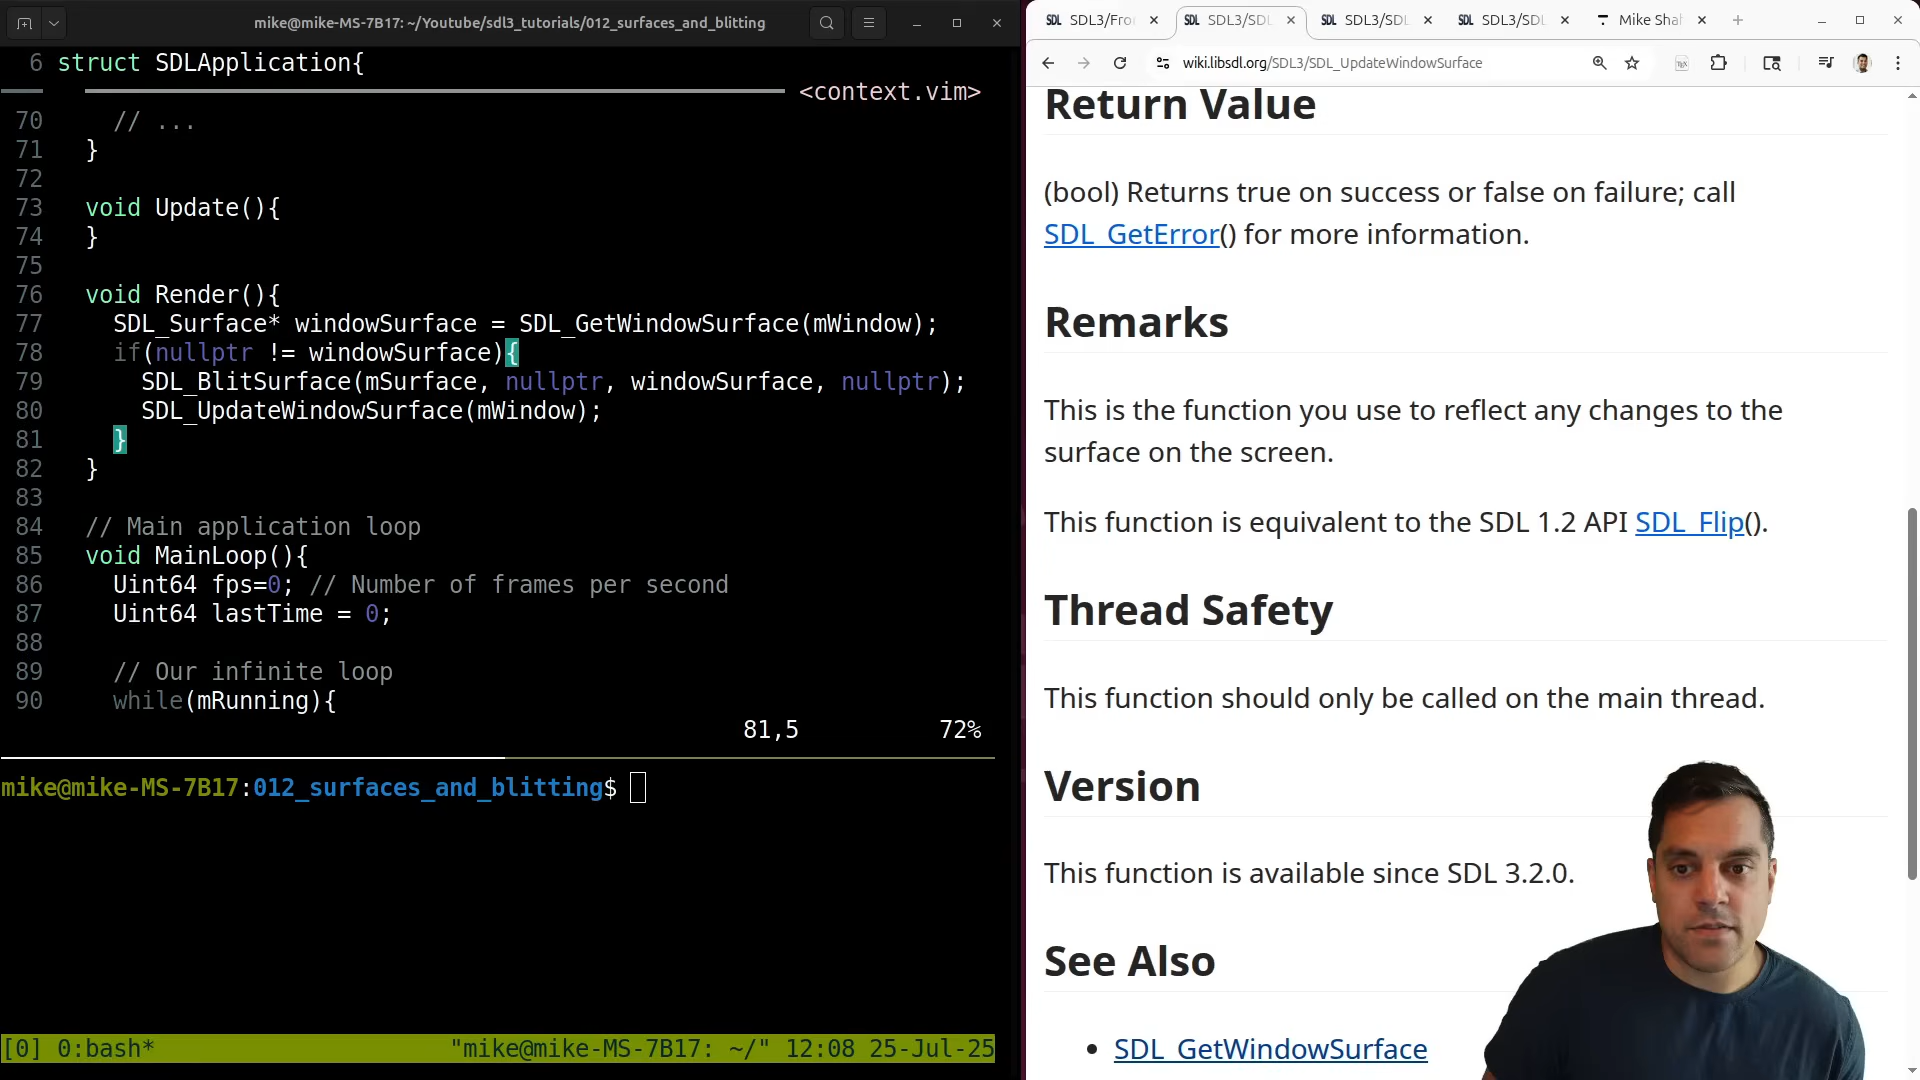 mike@mike-MS-7B17: ~/Youtube/sdl3_tutorials/012_surfaces_and_blitting
6 struct SDLApplication{
<context.vim>
70 // ...
71 }
72
73 void Update(){
74 }
75
76 void Render(){
77 SDL_Surface* windowSurface = SDL_GetWindowSurface(mWindow);
78 if(nullptr != windowSurface){
79 SDL_BlitSurface(mSurface, nullptr, windowSurface, nullptr);
80 SDL_UpdateWindowSurface(mWindow);
81 }
82 }
83
84 // Main application loop
85 void MainLoop(){
86 Uint64 fps=0; // Number of frames per second
87 Uint64 lastTime = 0;
88
89 // Our infinite loop
90 while(mRunning){
81,5 72%
mike@mike-MS-7B17:012_surfaces_and_blitting$
[0] 0:bash* "mike@mike-MS-7B17: ~/" 12:08 25-Jul-25
SDL SDL3/Fro SDL SDL3/SDL SDL SDL3/SDL SDL SDL3/SDL Mike Shah
wiki.libsdl.org/SDL3/SDL_UpdateWindowSurface
Return Value
(bool) Returns true on success or false on failure; call
SDL_GetError() for more information.
Remarks
This is the function you use to reflect any changes to the
surface on the screen.
This function is equivalent to the SDL 1.2 API SDL_Flip().
Thread Safety
This function should only be called on the main thread.
Version
This function is available since SDL 3.2.0.
See Also
• SDL_GetWindowSurface